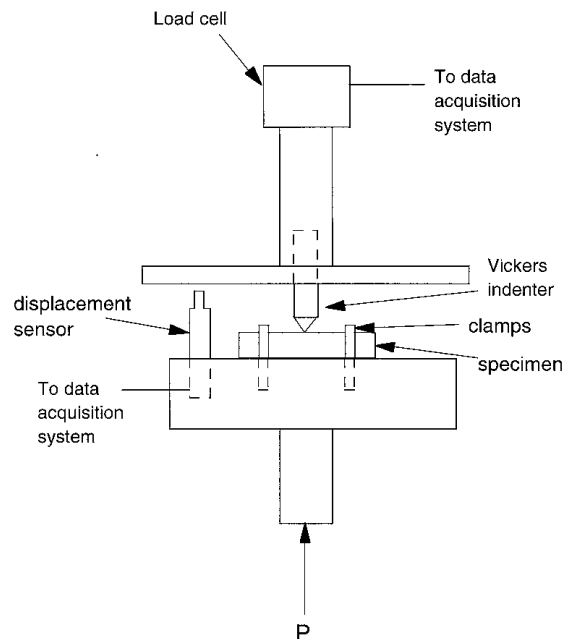 Load cell
To data
acquisition
system
Vickers
indenter
displacement
sensor
clamps
specimen
To data
acquisition
system
P